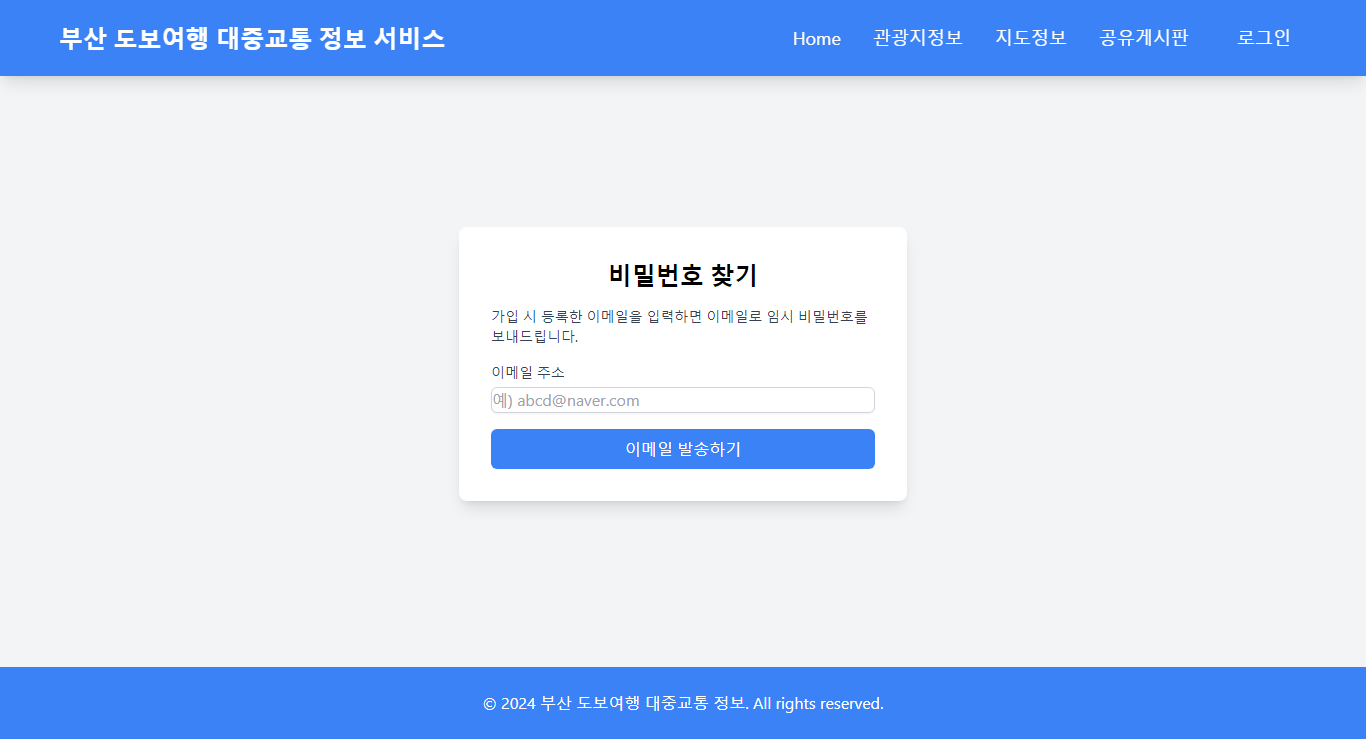 부산 도보여행 대중교통 정보 서비스
Home 관광지정보 지도정보 공유게시판 로그인
비밀번호 찾기
가입 시 등록한 이메일을 입력하면 이메일로 임시 비밀번호를
보내드립니다.
이메일 주소
예) abcd@naver.com
이메일 발송하기
© 2024 부산 도보여행 대중교통 정보. All rights reserved.